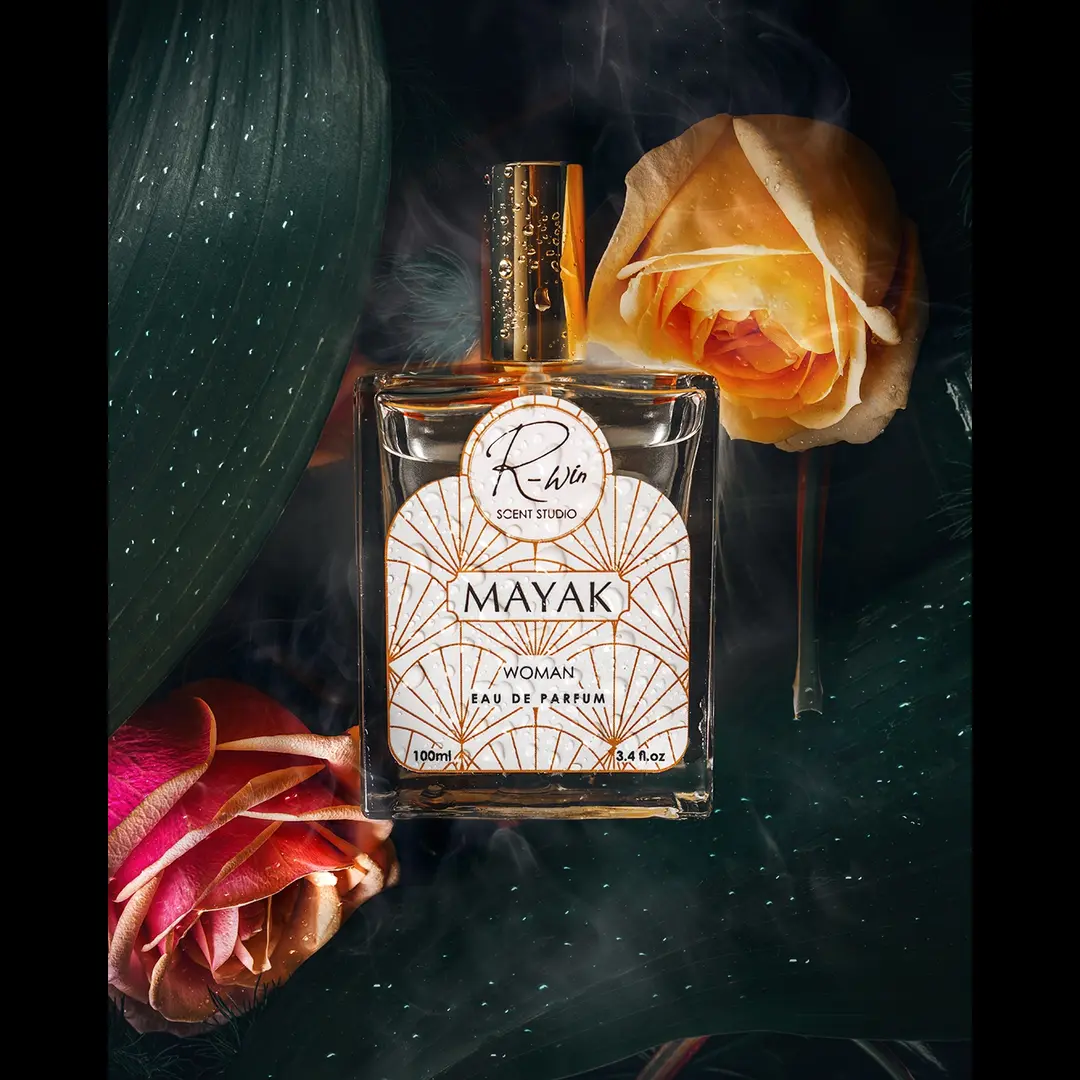 R-win
SCENT STUDIO
MAYAK
WOMAN
EAU DE PARFUM
100ml 3.4 fl.oz